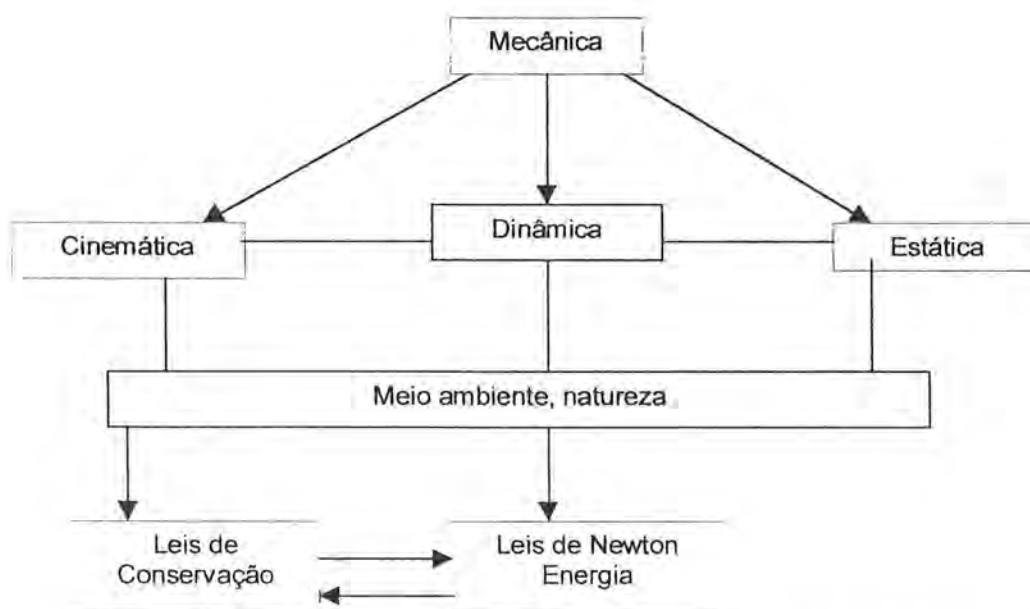 Mecânica
Cinemática
Dinâmica
Estática
Meio ambiente, natureza
Leis de
Conservação
Leis de Newton
Energia